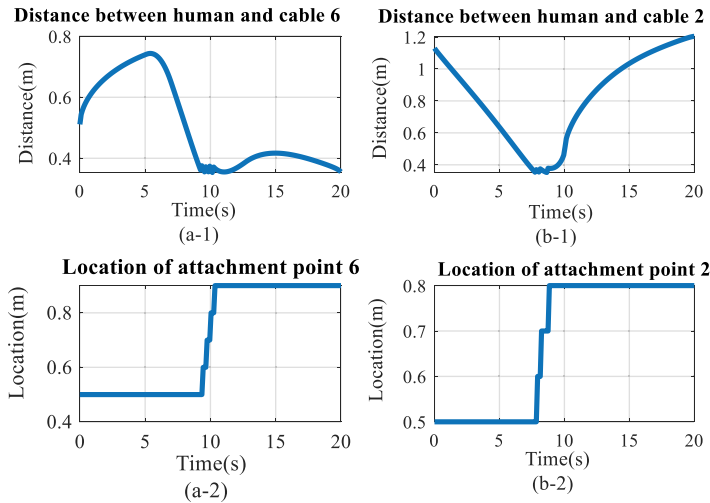 Distance between human and cable 6
0.8
0.6
0.4
Distance(m)
0 5 10 15 20
Time(s)
(a-1)
Distance between human and cable 2
1.2
1
0.8
0.6
0.4
Distance(m)
0 5 10 15 20
Time(s)
(b-1)
Location of attachment point 6
0.8
0.6
0.4
Location(m)
0 5 10 15 20
Time(s)
(a-2)
Location of attachment point 2
0.8
0.7
0.6
0.5
Location(m)
0 5 10 15 20
Time(s)
(b-2)